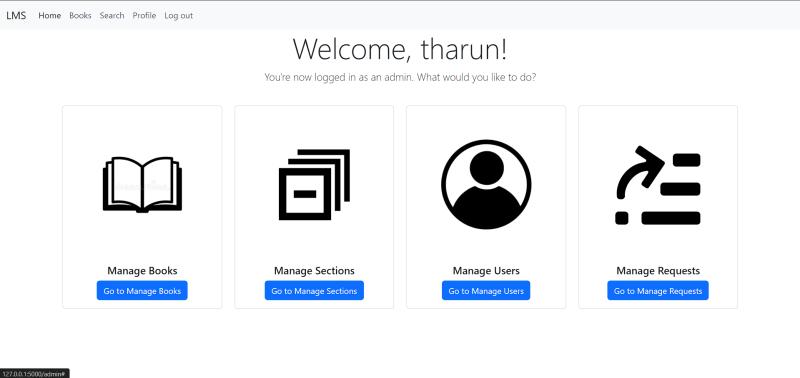 LMS Home Books Search Profile Log out
Welcome, tharun!
You're now logged in as an admin. What would you like to do?
Manage Books Manage Sections Manage Users Manage Requests
Go to Manage Books Go to Manage Sections Go to Manage Users Go to Manage Requests
127.0.0.1:5000/admin#